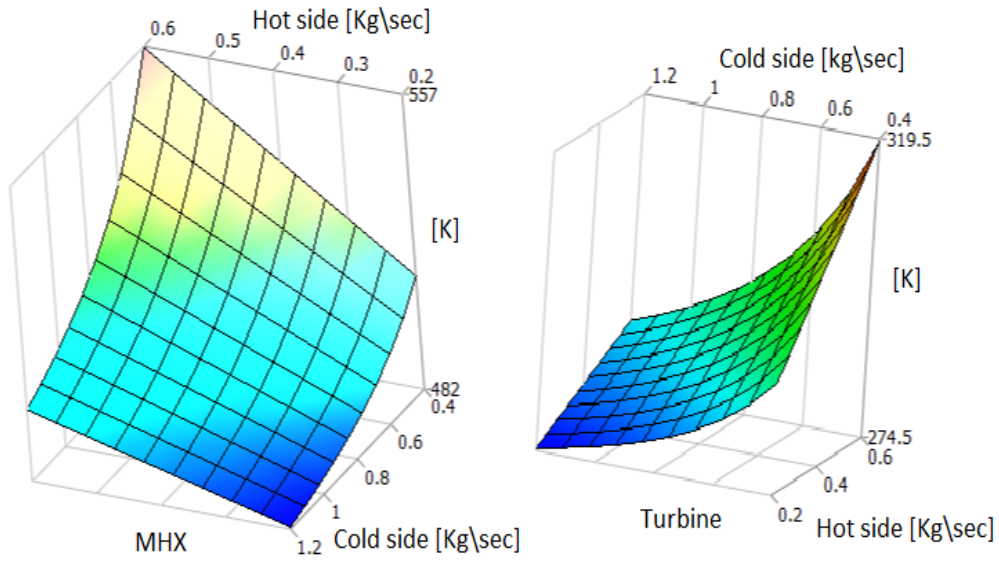 Hot side [Kg\sec]
0.6
0.5
0.4
0.3
0.2
557
[K]
482
0.4
0.6
0.8
1
1.2
Cold side [Kg\sec]
MHX
Cold side [kg\sec]
1.2
1
0.8
0.6
0.4
319.5
[K]
274.5
0.6
0.4
0.2
Hot side [Kg\sec]
Turbine